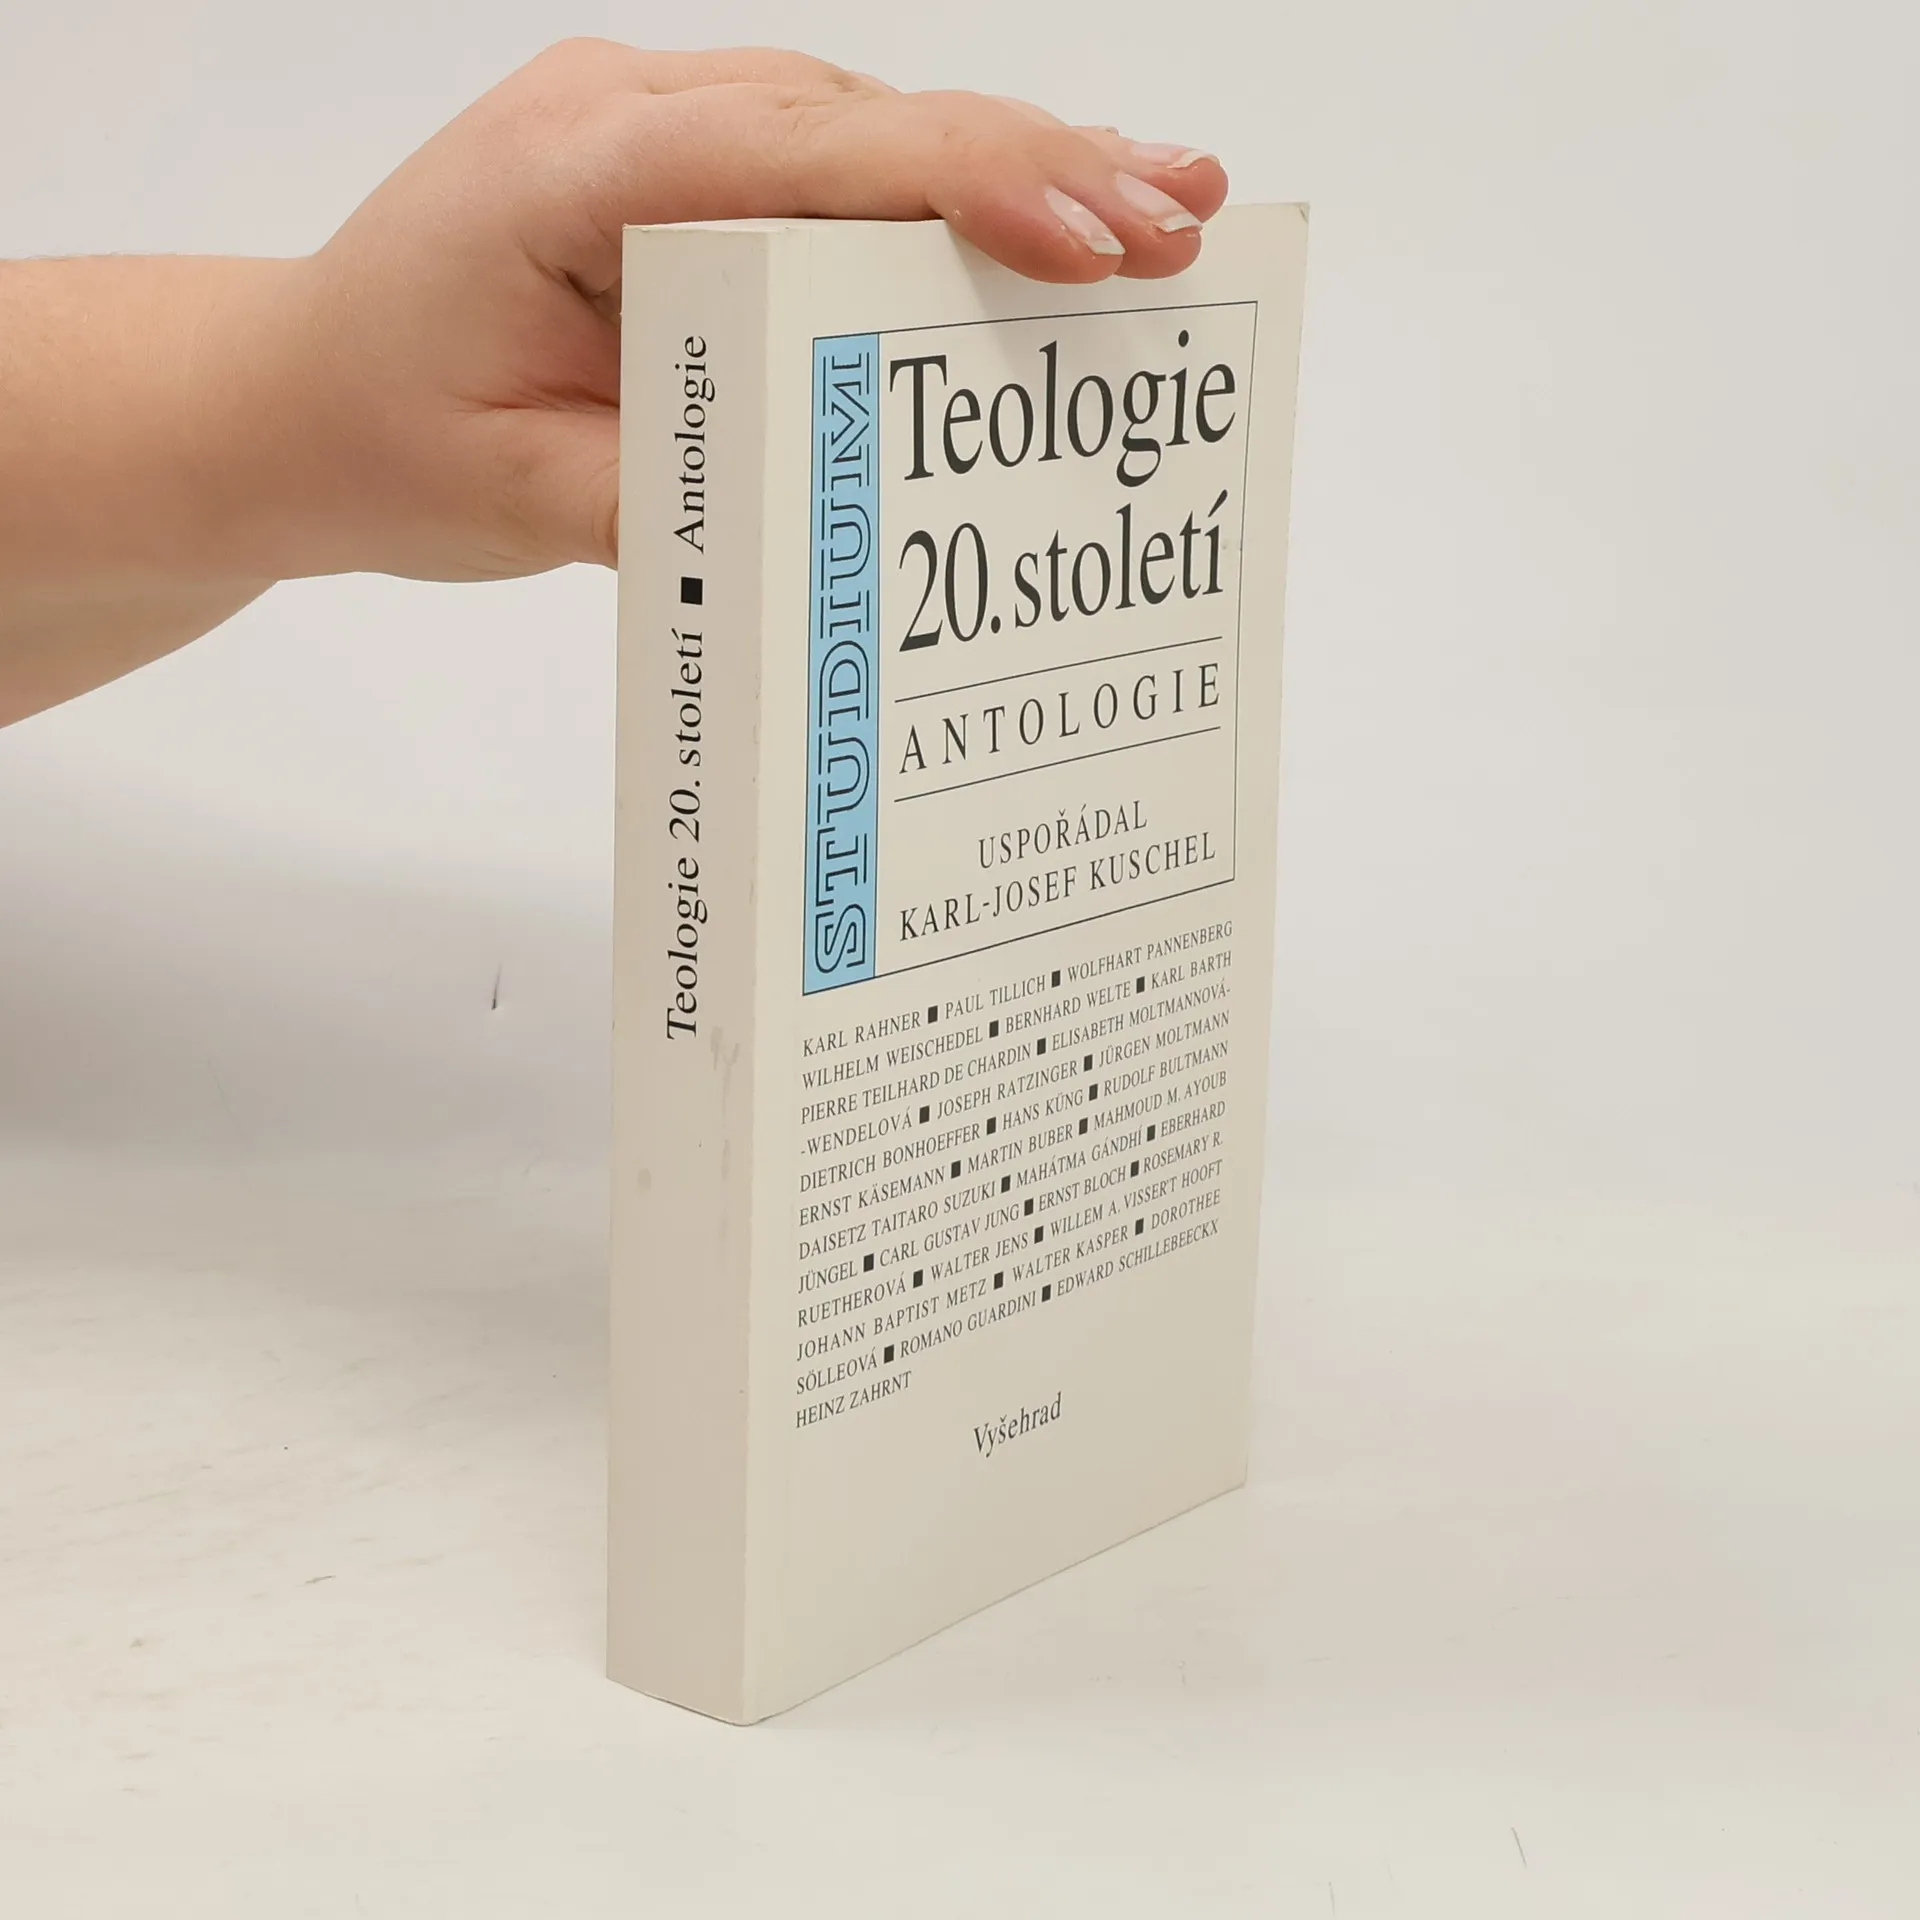 Teologie 20. století ■ Antologie
STUDIUM
Teologie
20. století
ANTOLOGIE
USPOŘÁDAL
KARL-JOSEF KUSCHEL
KARL RAHNER ■ PAUL TILLICH ■ WOLFHART PANNENBERG
WILHELM WEISCHEDEL ■ BERNHARD WELTE ■ KARL BARTH
PIERRE TEILHARD DE CHARDIN ■ ELISABETH MOLTMANNOVÁ-
-WENDELOVÁ ■ JOSEPH RATZINGER ■ JÜRGEN MOLTMANN
DIETRICH BONHOEFFER ■ HANS KÜNG ■ RUDOLF BULTMANN
ERNST KÄSEMANN ■ MARTIN BUBER ■ MAHMOUD M. AYOUB
DAISETZ TAITARO SUZUKI ■ MAHÁTMA GÁNDHÍ ■ EBERHARD
JÜNGEL ■ CARL GUSTAV JUNG ■ ERNST BLOCH ■ ROSEMARY R.
RUETHEROVÁ ■ WALTER JENS ■ WILLEM A. VISSER'T HOOFT
JOHANN BAPTIST METZ ■ WALTER KASPER ■ DOROTHEE
SÖLLEOVÁ ■ ROMANO GUARDINI ■ EDWARD SCHILLEBEECKX
HEINZ ZAHRNT
Vyšehrad